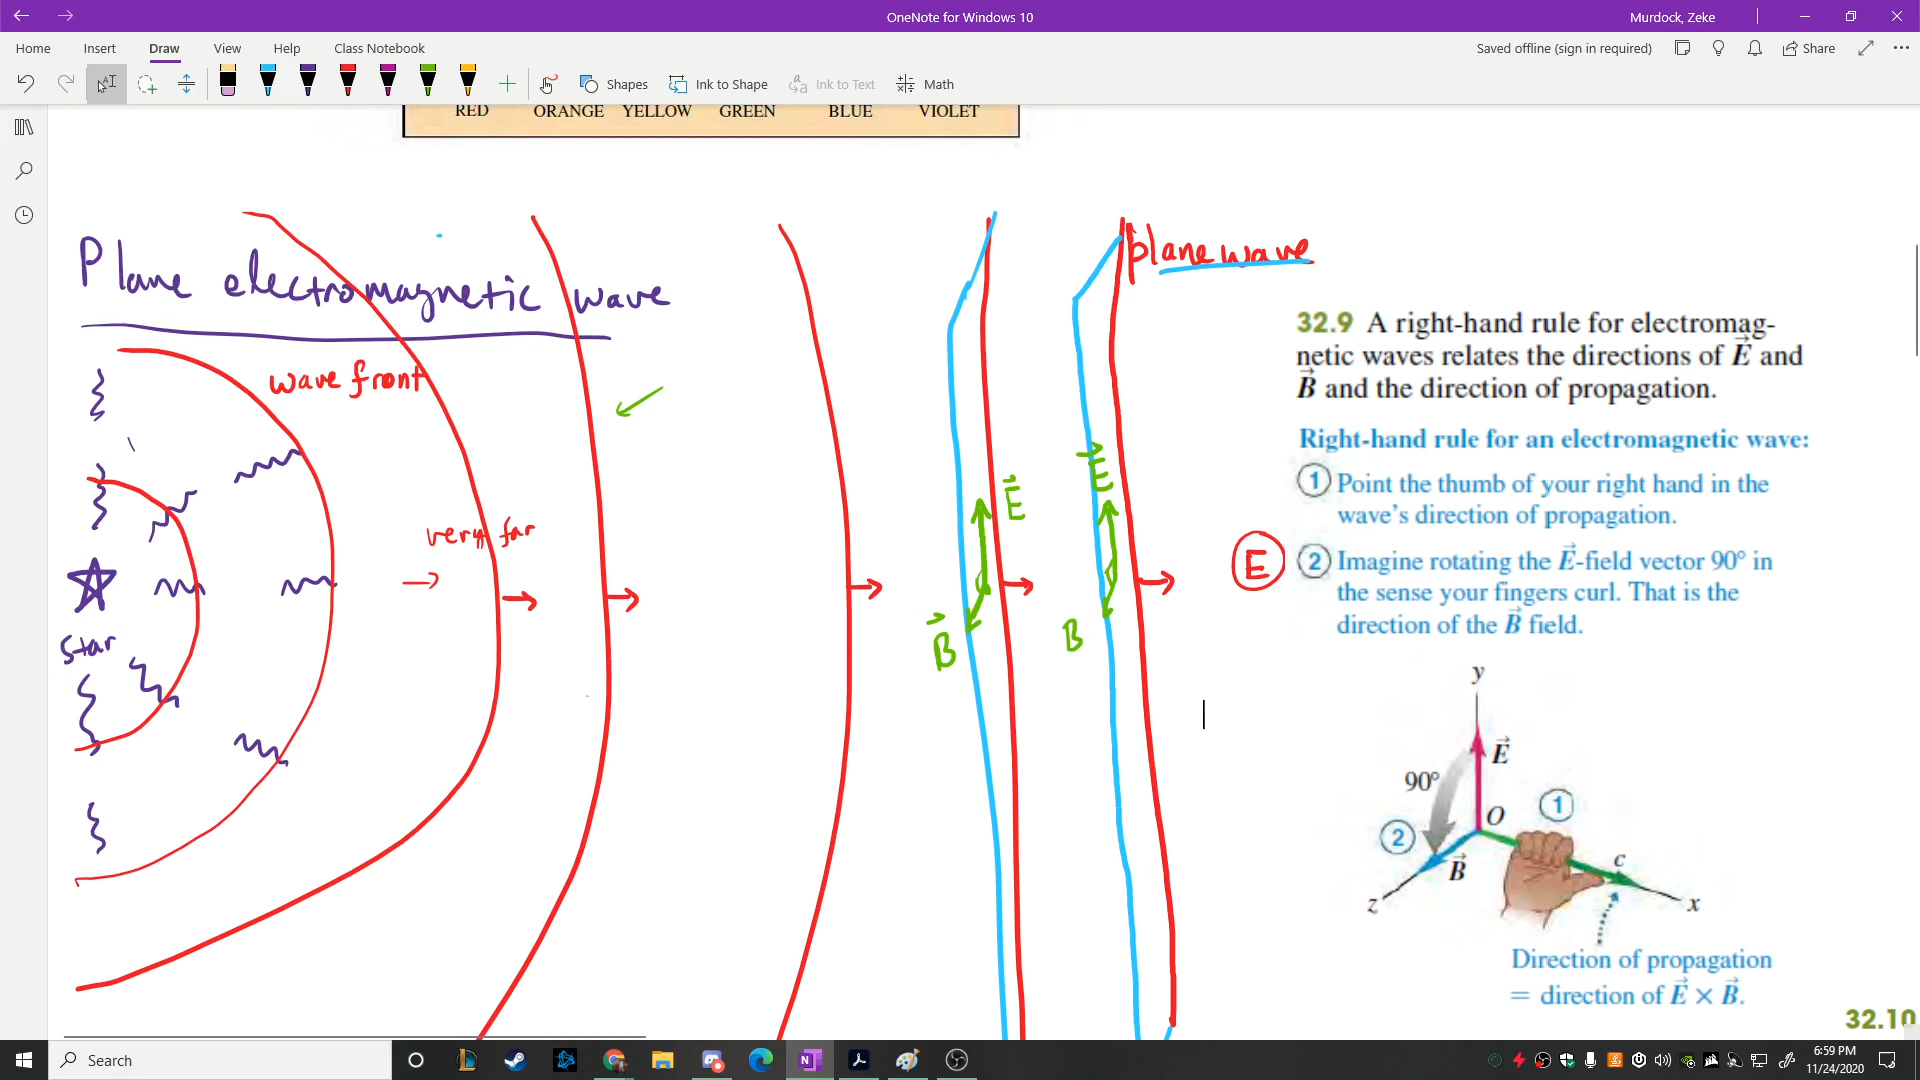 OneNote for Windows 10
Murdock, Zeke
Home Insert Draw View Help Class Notebook
Saved offline (sign in required)
Share
Shapes
Ink to Shape
Ink to Text
Math
RED ORANGE YELLOW GREEN BLUE VIOLET
Plane electromagnetic wave
wave front
very far
star
E
B
E
B
plane wave
E
32.9 A right-hand rule for electromag-
netic waves relates the directions of E⃗ and
B⃗ and the direction of propagation.
Right-hand rule for an electromagnetic wave:
1 Point the thumb of your right hand in the
wave's direction of propagation.
2 Imagine rotating the E⃗-field vector 90° in
the sense your fingers curl. That is the
direction of the B⃗ field.
y
E⃗
90°
O
1
2
B⃗
c
z
x
Direction of propagation
= direction of E⃗ × B⃗.
32.10
Search
6:59 PM
11/24/2020